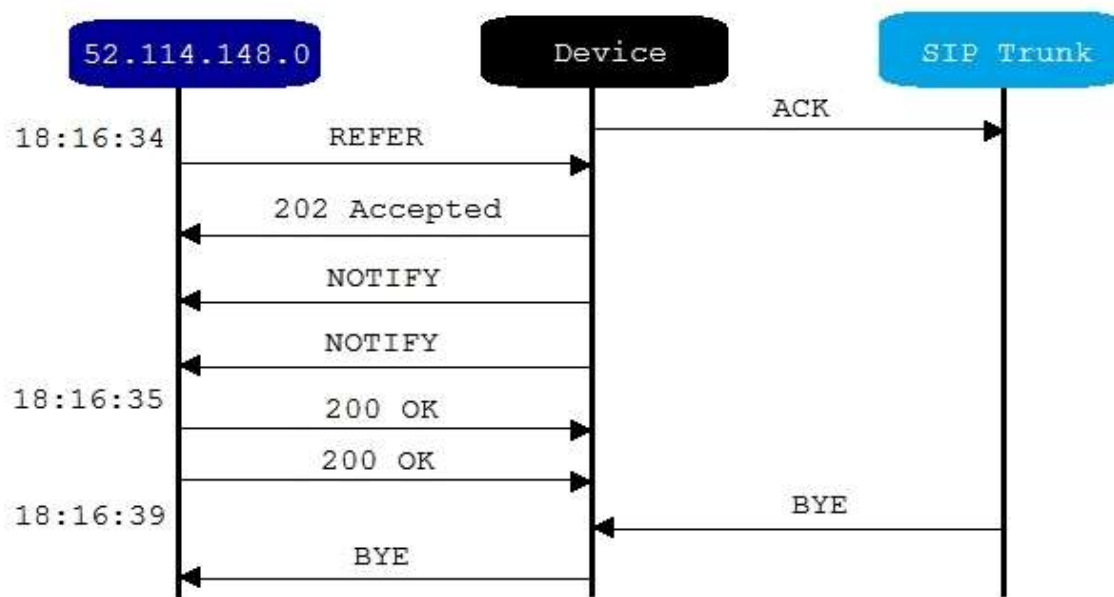 52.114.148.0
Device
SIP Trunk
ACK
18:16:34
REFER
202 Accepted
NOTIFY
NOTIFY
18:16:35
200 OK
200 OK
18:16:39
BYE
BYE